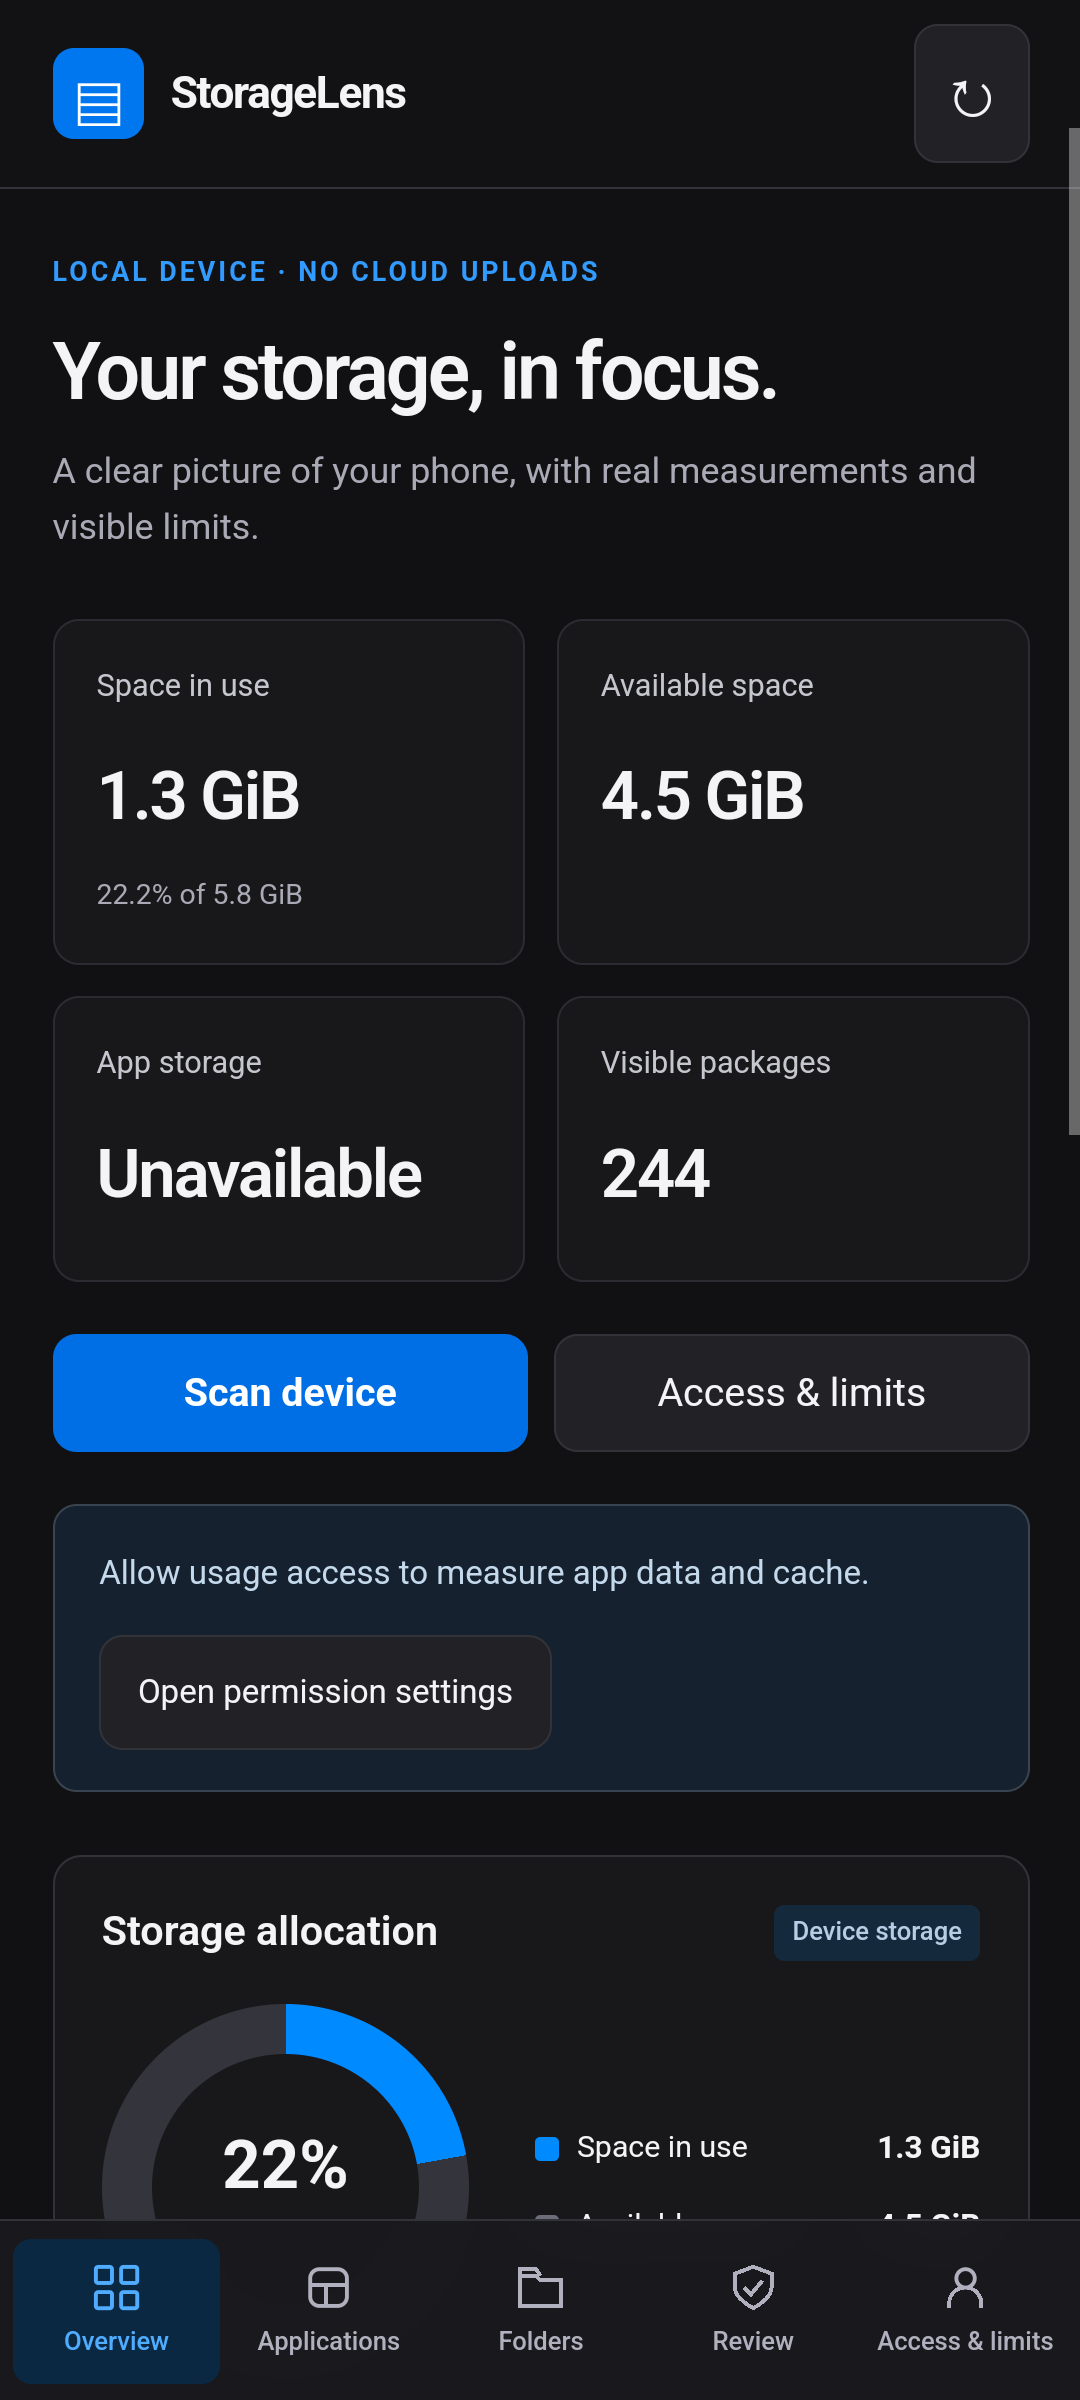 StorageLens
LOCAL DEVICE · NO CLOUD UPLOADS
Your storage, in focus.
A clear picture of your phone, with real measurements and
visible limits.
Space in use
1.3 GiB
22.2% of 5.8 GiB
Available space
4.5 GiB
App storage
Unavailable
Visible packages
244
Scan device
Access & limits
Allow usage access to measure app data and cache.
Open permission settings
Storage allocation
Device storage
22%
Space in use
1.3 GiB
Overview
Applications
Folders
Review
Access & limits